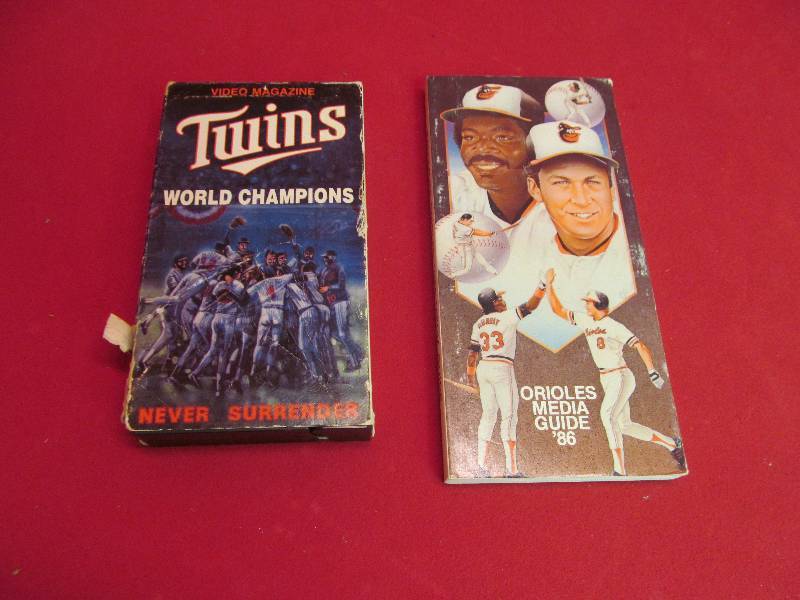 VIDEO MAGAZINE
Twins
WORLD CHAMPIONS
NEVER SURRENDER
33
8
ORIOLES
MEDIA
GUIDE
'86